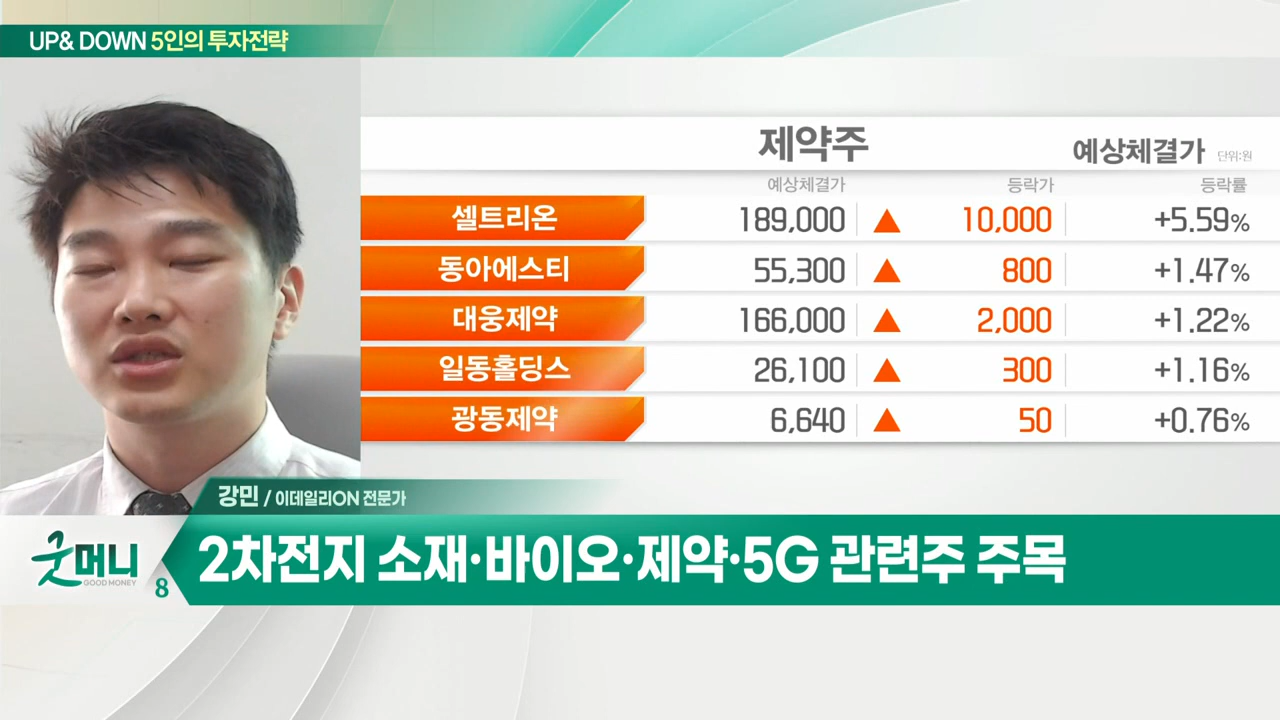 UP& DOWN 5인의 투자전략
제약주 예상체결가 단위:원
예상체결가 등락가 등락률
셀트리온 189,000 ▲ 10,000 +5.59%
동아에스티 55,300 ▲ 800 +1.47%
대웅제약 166,000 ▲ 2,000 +1.22%
일동홀딩스 26,100 ▲ 300 +1.16%
광동제약 6,640 ▲ 50 +0.76%
강민 / 이데일리ON 전문가
굿머니
GOOD MONEY
8
2차전지 소재·바이오·제약·5G 관련주 주목